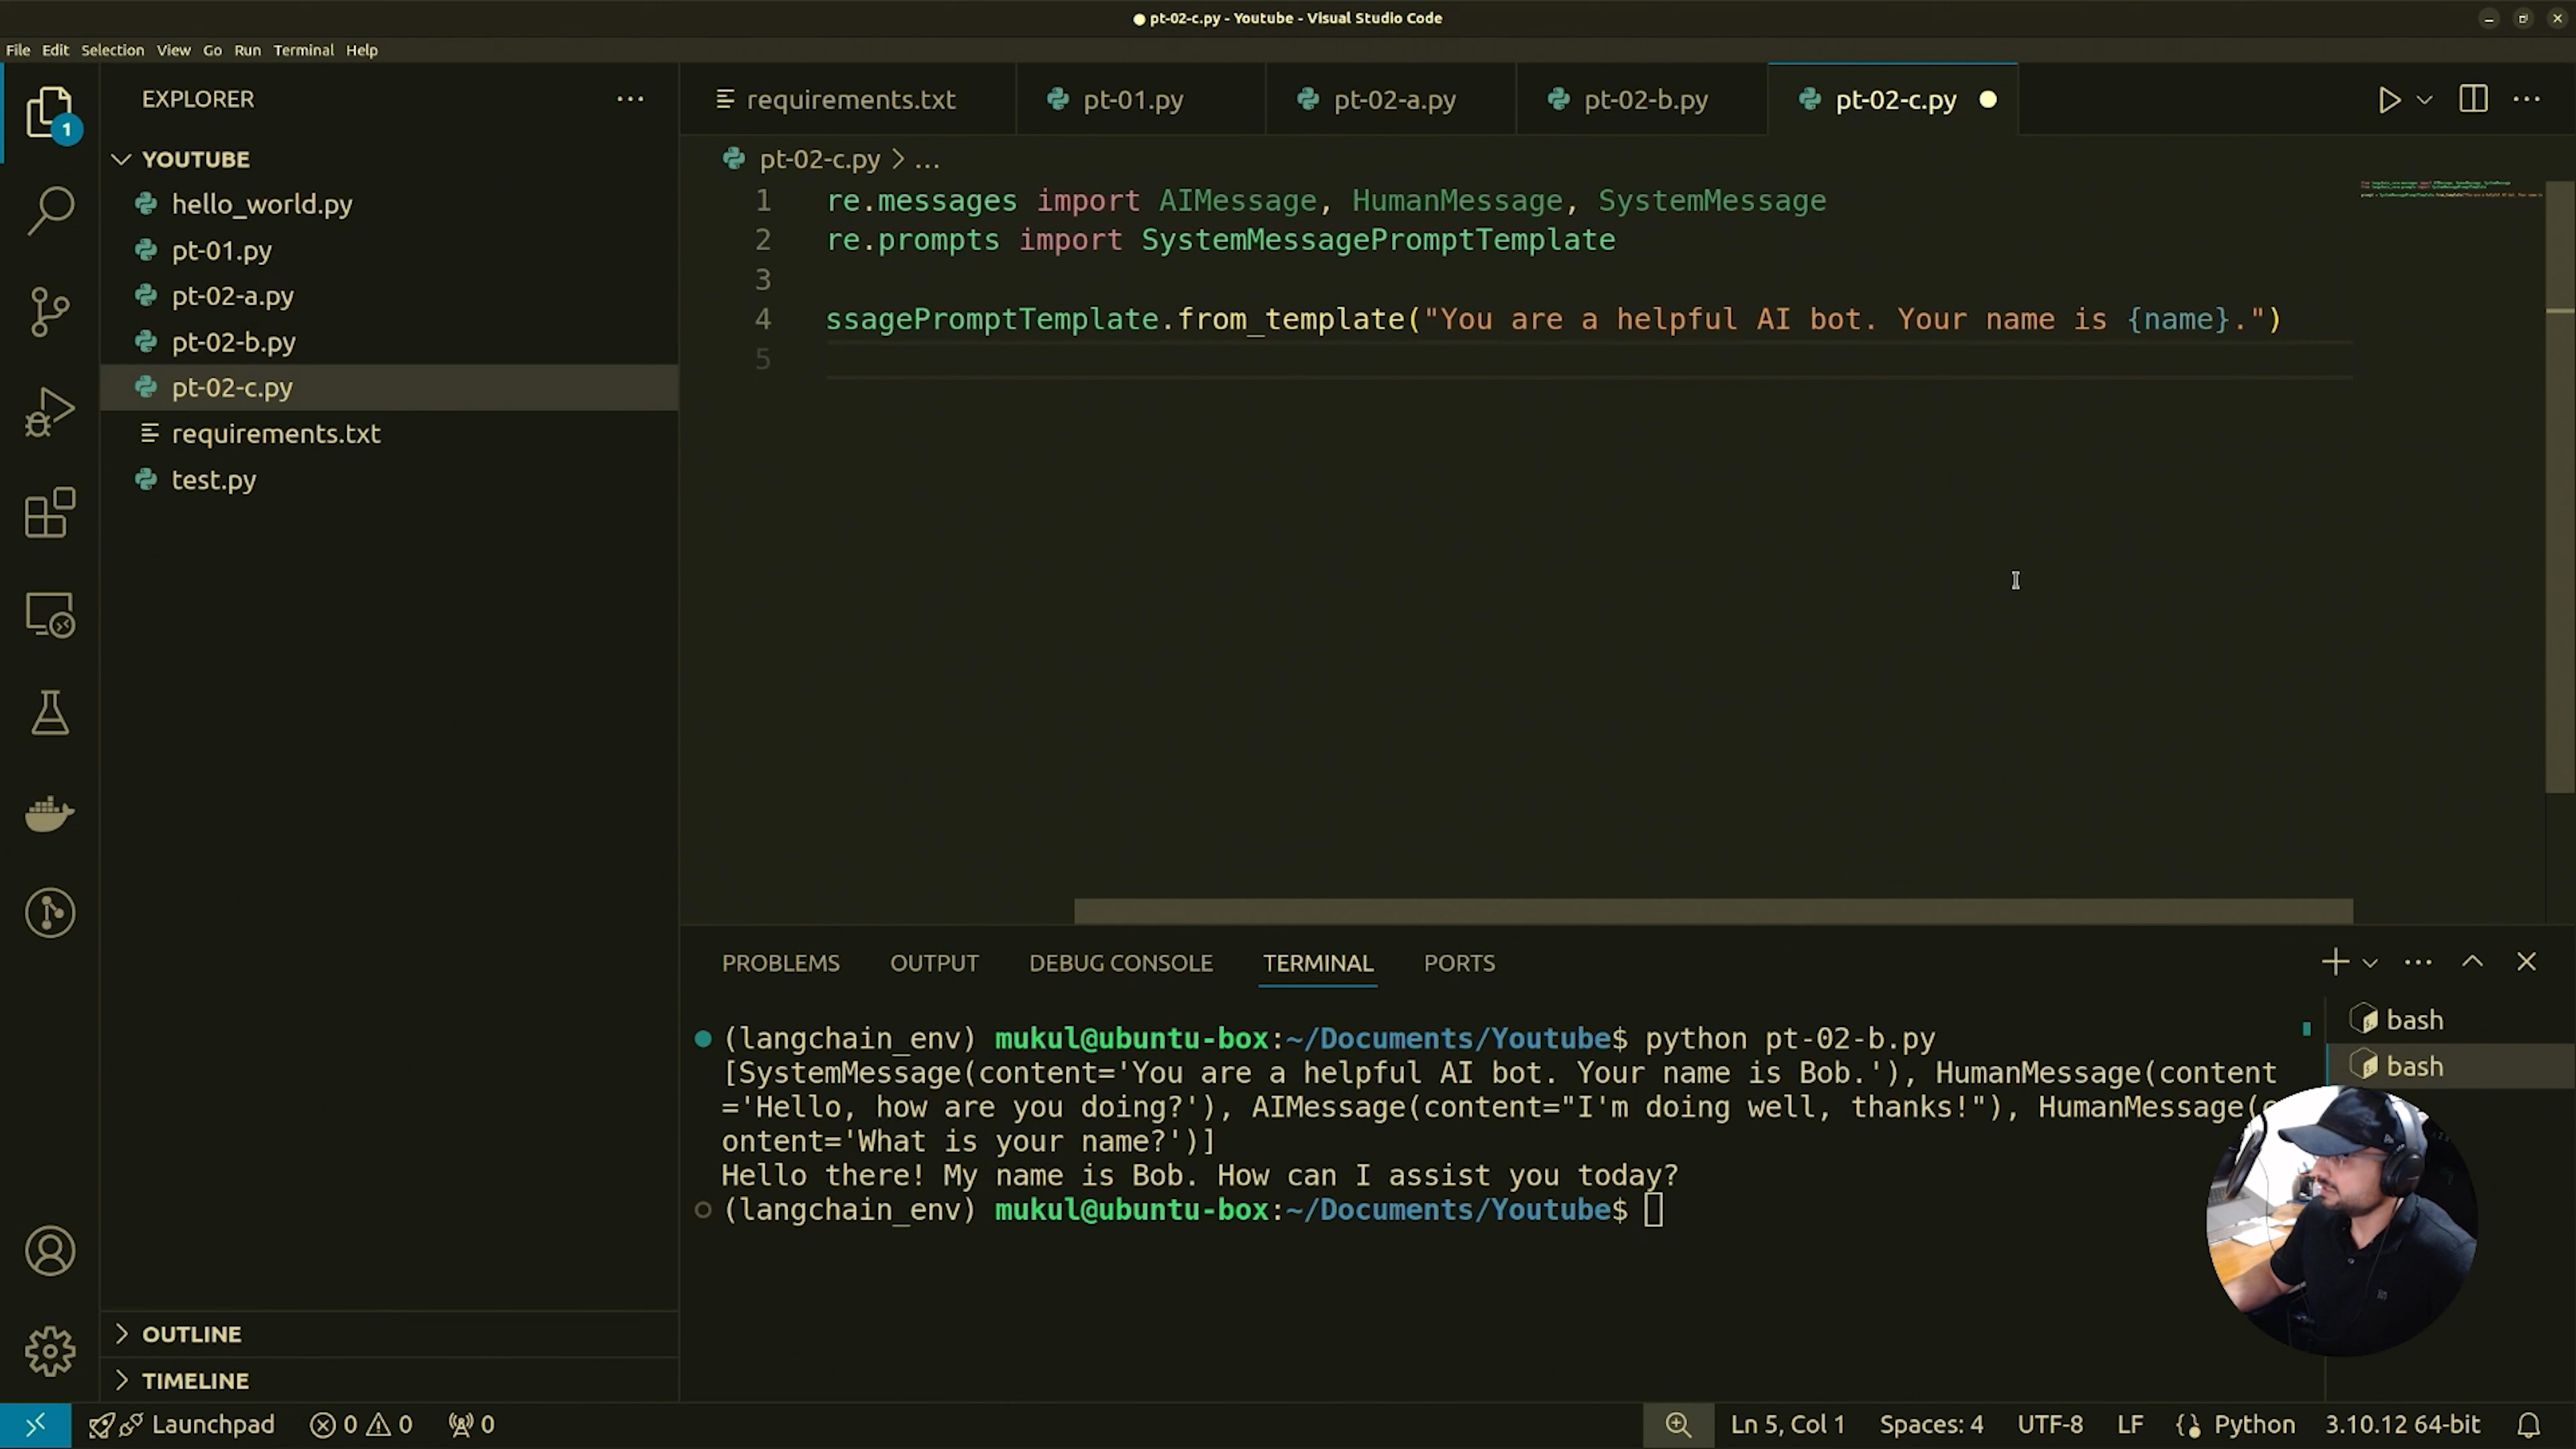 pt-02-c.py - Youtube - Visual Studio Code
File Edit Selection View Go Run Terminal Help
EXPLORER
1
YOUTUBE
hello_world.py
pt-01.py
pt-02-a.py
pt-02-b.py
pt-02-c.py
requirements.txt
test.py
OUTLINE
TIMELINE
requirements.txt pt-01.py pt-02-a.py pt-02-b.py pt-02-c.py
pt-02-c.py > ...
1 re.messages import AIMessage, HumanMessage, SystemMessage
2 re.prompts import SystemMessagePromptTemplate
3
4 ssagePromptTemplate.from_template("You are a helpful AI bot. Your name is {name}.")
5
PROBLEMS OUTPUT DEBUG CONSOLE TERMINAL PORTS
(langchain_env) mukul@ubuntu-box:~/Documents/Youtube$ python pt-02-b.py
[SystemMessage(content='You are a helpful AI bot. Your name is Bob.'), HumanMessage(content
='Hello, how are you doing?'), AIMessage(content="I'm doing well, thanks!"), HumanMessage(c
ontent='What is your name?')]
Hello there! My name is Bob. How can I assist you today?
(langchain_env) mukul@ubuntu-box:~/Documents/Youtube$
bash
bash
Launchpad 0 0 0 Ln 5, Col 1 Spaces: 4 UTF-8 LF Python 3.10.12 64-bit